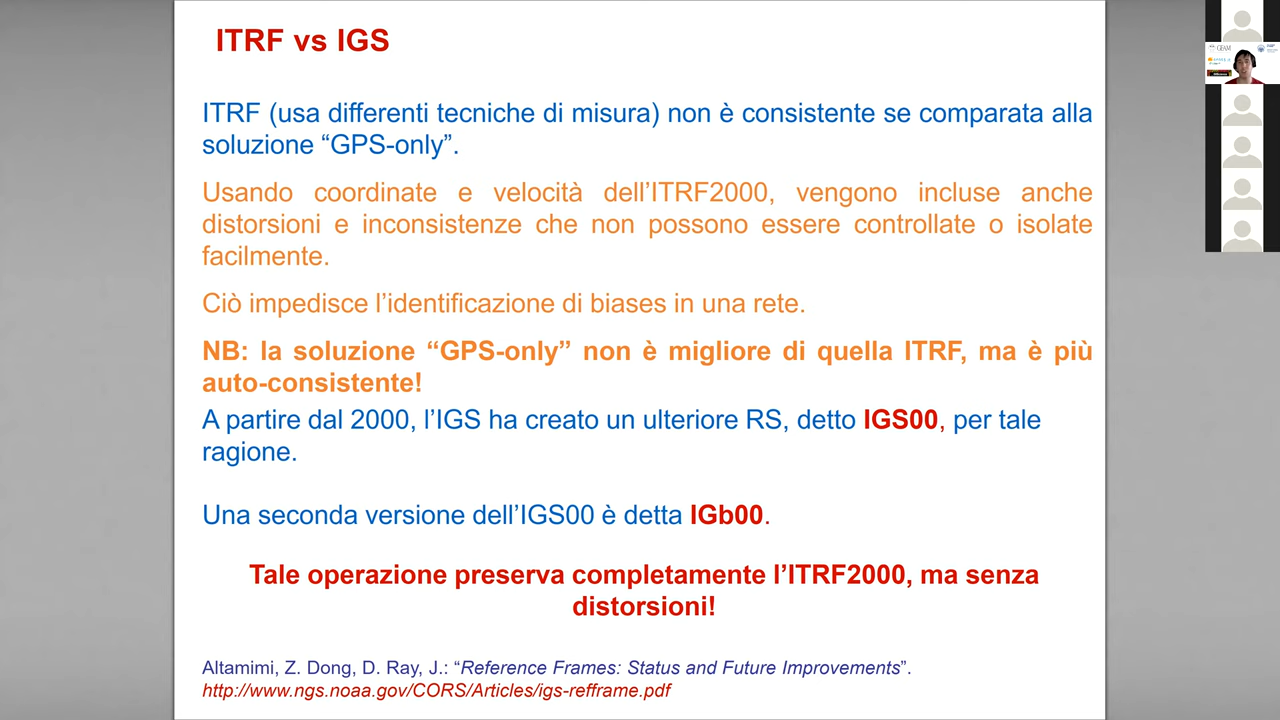 ITRF vs IGS
ITRF (usa differenti tecniche di misura) non è consistente se comparata alla
soluzione “GPS-only”.
Usando coordinate e velocità dell’ITRF2000, vengono incluse anche
distorsioni e inconsistenze che non possono essere controllate o isolate
facilmente.
Ciò impedisce l’identificazione di biases in una rete.
NB: la soluzione “GPS-only” non è migliore di quella ITRF, ma è più
auto-consistente!
A partire dal 2000, l’IGS ha creato un ulteriore RS, detto IGS00, per tale
ragione.
Una seconda versione dell’IGS00 è detta IGb00.
Tale operazione preserva completamente l’ITRF2000, ma senza
distorsioni!
Altamimi, Z. Dong, D. Ray, J.: “Reference Frames: Status and Future Improvements”.
http://www.ngs.noaa.gov/CORS/Articles/igs-refframe.pdf
GEAM